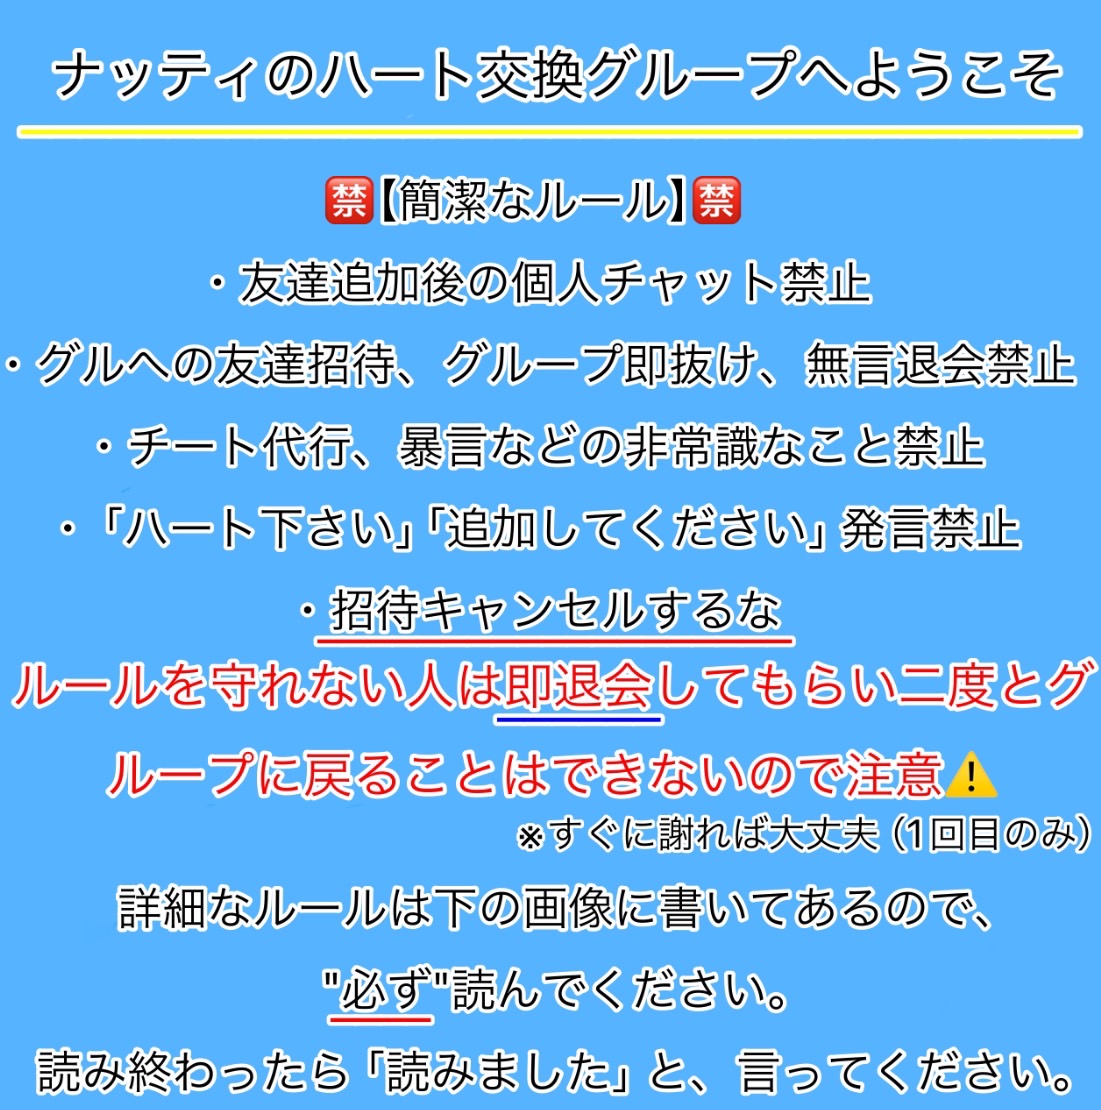 ナッティのハート交換グループへようこそ
🈲【簡潔なルール】🈲
・友達追加後の個人チャット禁止
・グルへの友達招待、グループ即抜け、無言退会禁止
・チート代行、暴言などの非常識なこと禁止
・「ハート下さい」「追加してください」発言禁止
・招待キャンセルするな
ルールを守れない人は即退会してもらい二度とグ
ループに戻ることはできないので注意⚠️
※すぐに謝れば大丈夫（1回目のみ）
詳細なルールは下の画像に書いてあるので、
"必ず"読んでください。
読み終わったら「読みました」と、言ってください。